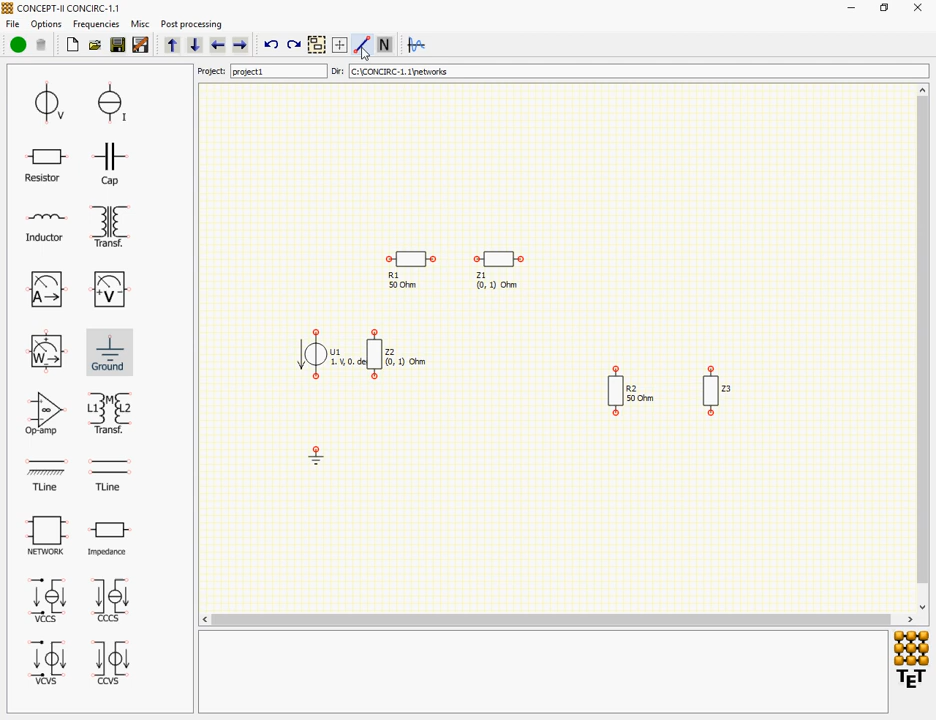 CONCEPT-II CONCIRC-1.1
File Options Frequencies Misc Post processing
N
Project: project1 Dir: C:\CONCIRC-1.1\networks
V I
Resistor Cap
Inductor Transf.
A V
W Ground
Op-amp L1 M L2 Transf.
TLine TLine
NETWORK Impedance
VCCS CCCS
VCVS CCVS
R1
50 Ohm
Z1
(0, 1) Ohm
U1
1. V, 0. de
Z2
(0, 1) Ohm
R2
50 Ohm
Z3
TET